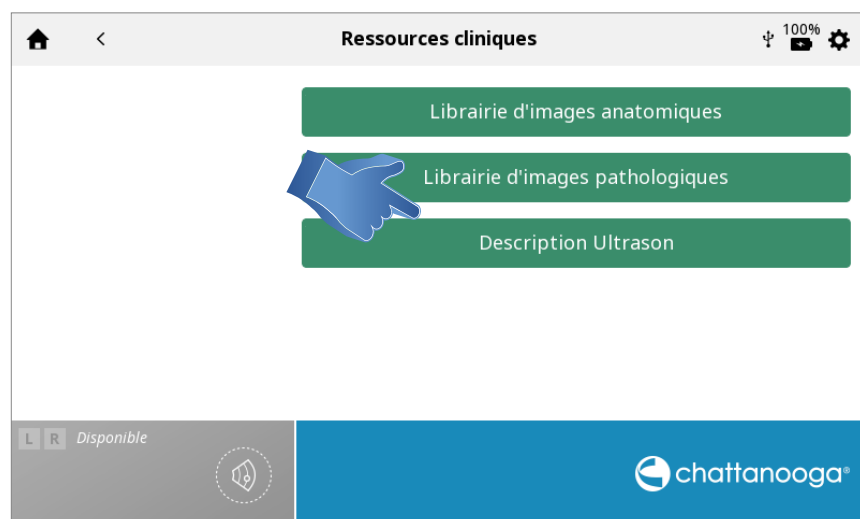 Ressources cliniques
100%
Librairie d'images anatomiques
Librairie d'images pathologiques
Description Ultrason
L R Disponible
chattanooga®